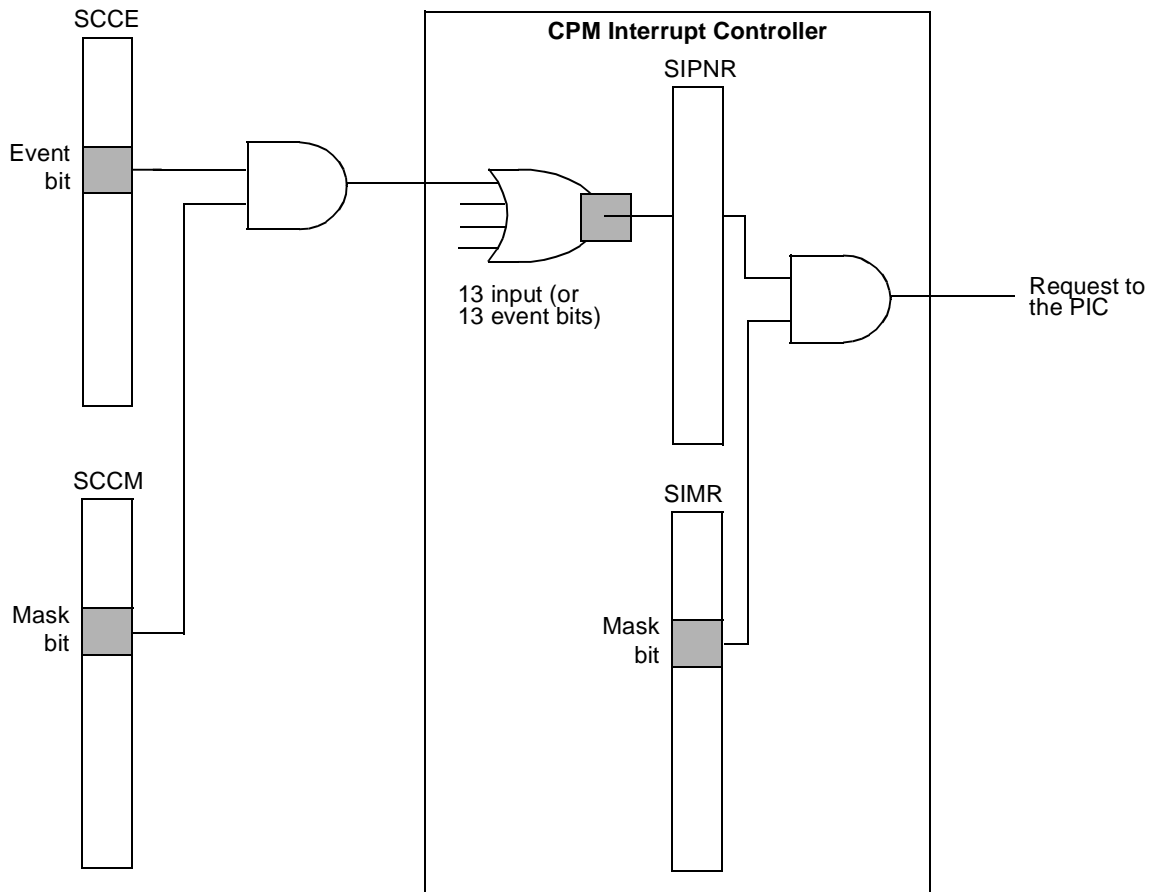 SCCE
CPM Interrupt Controller
SIPNR
Event
bit
13 input (or
13 event bits)
Request to
the PIC
SCCM
SIMR
Mask
bit
Mask
bit